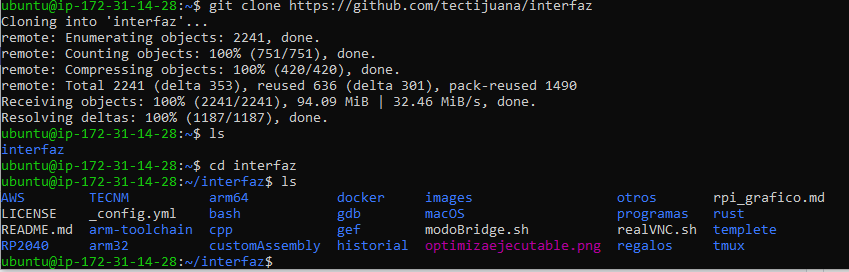 ubuntu@ip-172-31-14-28:~$ git clone https://github.com/tectijuana/interfaz
Cloning into 'interfaz'...
remote: Enumerating objects: 2241, done.
remote: Counting objects: 100% (751/751), done.
remote: Compressing objects: 100% (420/420), done.
remote: Total 2241 (delta 353), reused 636 (delta 301), pack-reused 1490
Receiving objects: 100% (2241/2241), 94.09 MiB | 32.46 MiB/s, done.
Resolving deltas: 100% (1187/1187), done.
ubuntu@ip-172-31-14-28:~$ ls
interfaz
ubuntu@ip-172-31-14-28:~$ cd interfaz
ubuntu@ip-172-31-14-28:~/interfaz$ ls
AWS TECNM arm64 docker images otros rpi_grafico.md
LICENSE _config.yml bash gdb macOS programas rust
README.md arm-toolchain cpp gef modoBridge.sh realVNC.sh templete
RP2040 arm32 customAssembly historial optimizaejecutable.png regalos tmux
ubuntu@ip-172-31-14-28:~/interfaz$